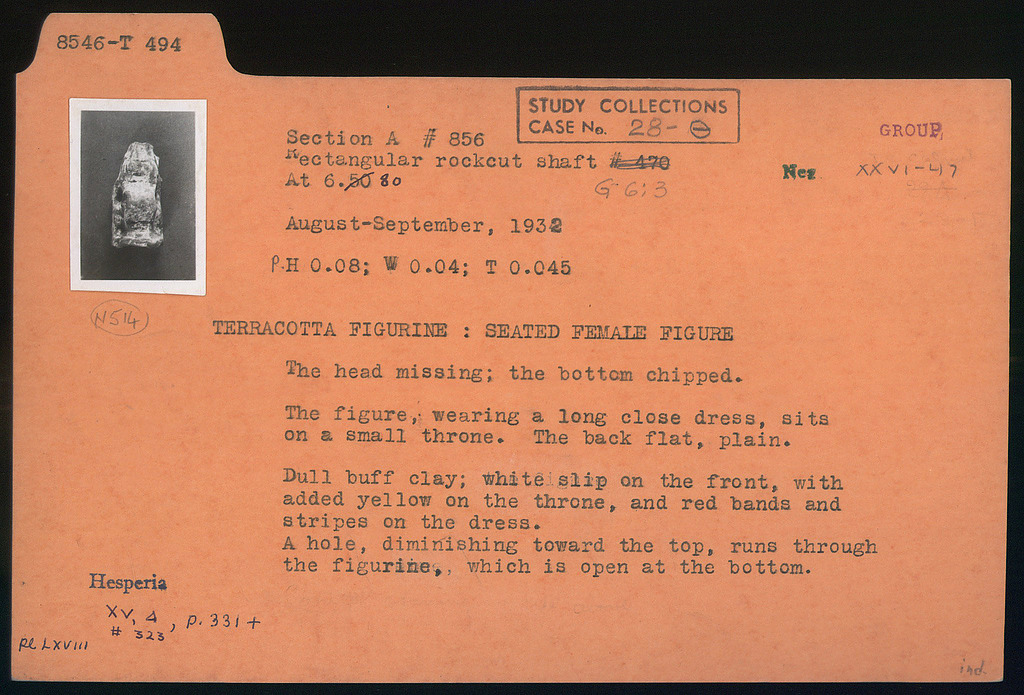 8546-T 494
STUDY COLLECTIONS
CASE No. 28-
GROUP
Section A # 856
Rectangular rockcut shaft # 470
Neg XXVI-47
At 6.50 80
G 6:3
August-September, 1932
P.H 0.08; W 0.04; T 0.045
N514
TERRACOTTA FIGURINE : SEATED FEMALE FIGURE
The head missing; the bottom chipped.
The figure, wearing a long close dress, sits
on a small throne. The back flat, plain.
Dull buff clay; white slip on the front, with
added yellow on the throne, and red bands and
stripes on the dress.
A hole, diminishing toward the top, runs through
the figurine,, which is open at the bottom.
Hesperia
XV, 4, p. 331 +
# 323
Pl LXVIII
ind.